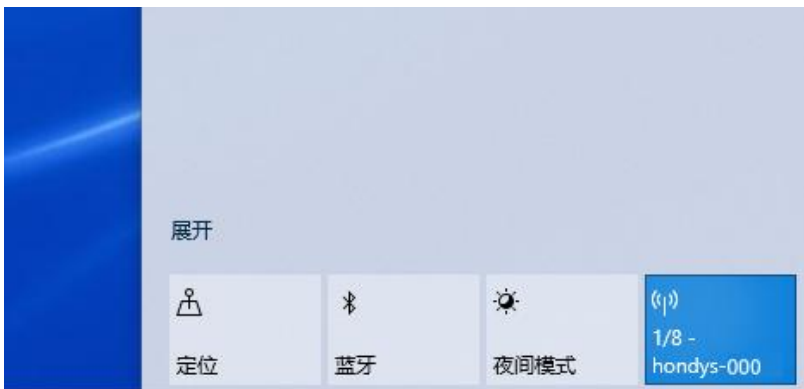 展开
定位
蓝牙
夜间模式
1/8 -
hondys-000